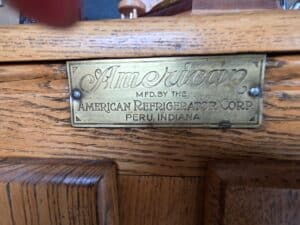 American
MFD. BY THE
AMERICAN REFRIGERATOR CORP.
PERU, INDIANA